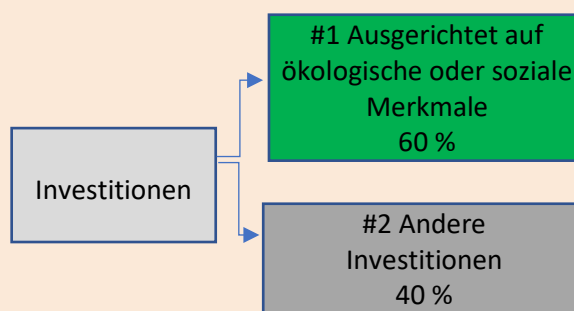 #1 Ausgerichtet auf
ökologische oder soziale
Merkmale
60 %
Investitionen
#2 Andere
Investitionen
40 %